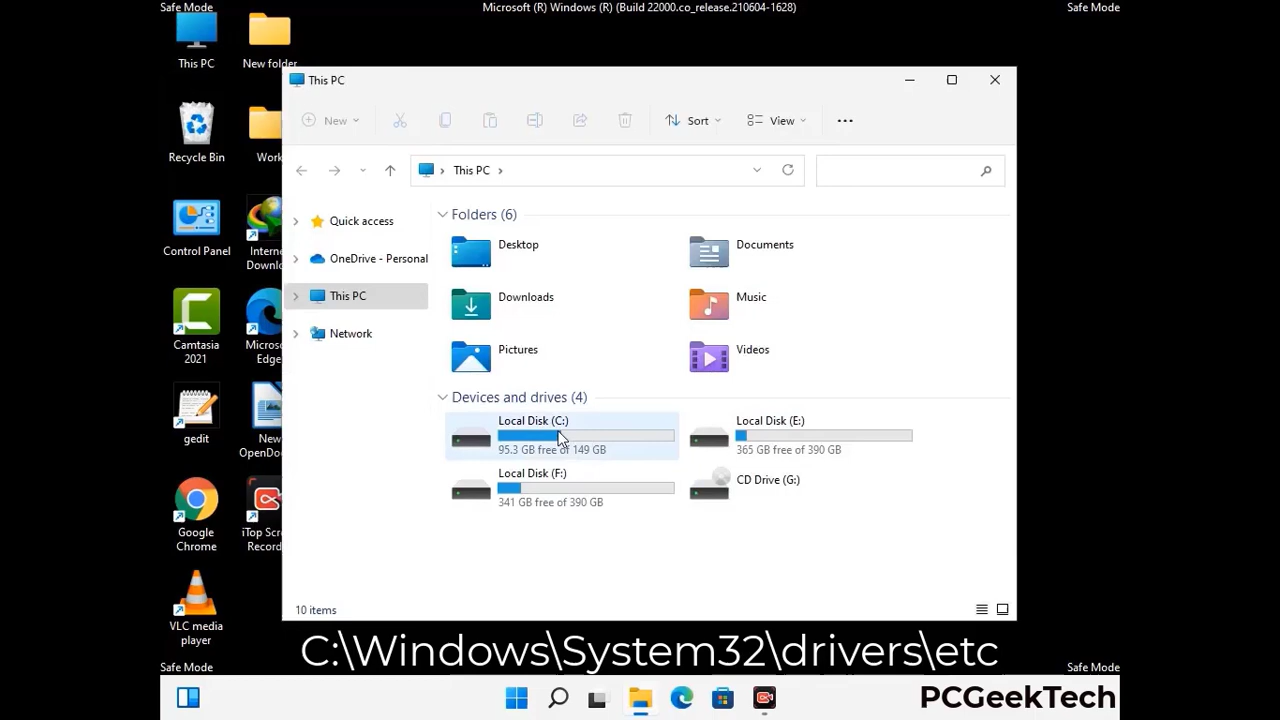 Safe Mode
Microsoft (R) Windows (R) (Build 22000.co_release.210604-1628)
Safe Mode
This PC
New folder
Recycle Bin
Work
Control Panel
Intern
Downlo
Camtasia
2021
Micros
Edge
gedit
New
OpenDo
Google
Chrome
iTop Scr
Record
VLC media
player
This PC
New
Sort
View
This PC
Quick access
OneDrive - Personal
This PC
Network
Folders (6)
Desktop
Documents
Downloads
Music
Pictures
Videos
Devices and drives (4)
Local Disk (C:)
95.3 GB free of 149 GB
Local Disk (E:)
365 GB free of 390 GB
Local Disk (F:)
341 GB free of 390 GB
CD Drive (G:)
10 items
C:\Windows\System32\drivers\etc
Safe Mode
Safe Mode
PCGeekTech